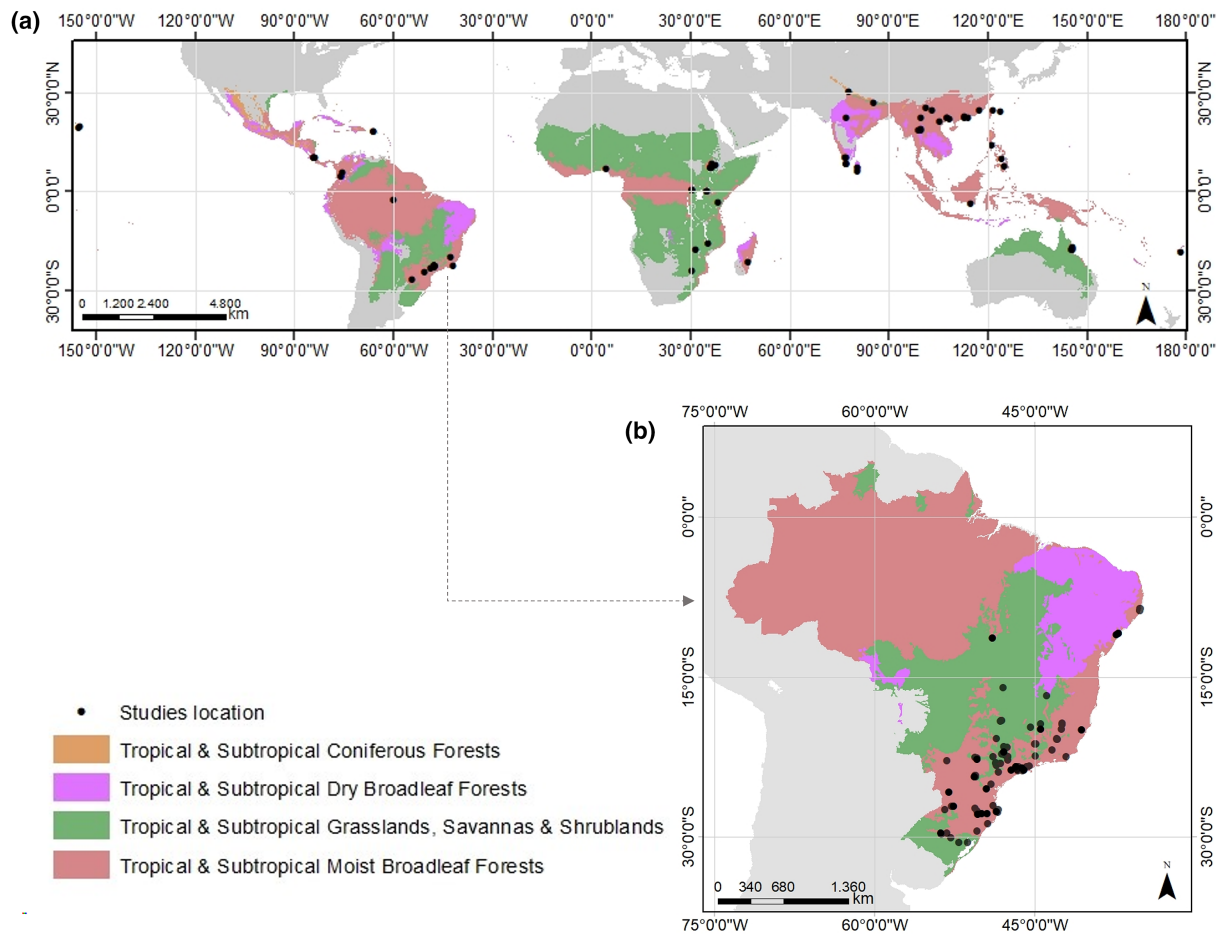 (a)
150°0'0"W 120°0'0"W 90°0'0"W 60°0'0"W 30°0'0"W 0°0'0" 30°0'0"E 60°0'0"E 90°0'0"E 120°0'0"E 150°0'0"E 180°0'0"
30°0'0"N 30°0'0"N
0°0'0" 0°0'0"
30°0'0"S 30°0'0"S
0 1.200 2.400 4.800
km
N
150°0'0"W 120°0'0"W 90°0'0"W 60°0'0"W 30°0'0"W 0°0'0" 30°0'0"E 60°0'0"E 90°0'0"E 120°0'0"E 150°0'0"E 180°0'0"
(b)
75°0'0"W 60°0'0"W 45°0'0"W
0°0'0" 0°0'0"
15°0'0"S 15°0'0"S
30°0'0"S 30°0'0"S
0 340 680 1.360
km
N
75°0'0"W 60°0'0"W 45°0'0"W
Studies location
Tropical & Subtropical Coniferous Forests
Tropical & Subtropical Dry Broadleaf Forests
Tropical & Subtropical Grasslands, Savannas & Shrublands
Tropical & Subtropical Moist Broadleaf Forests